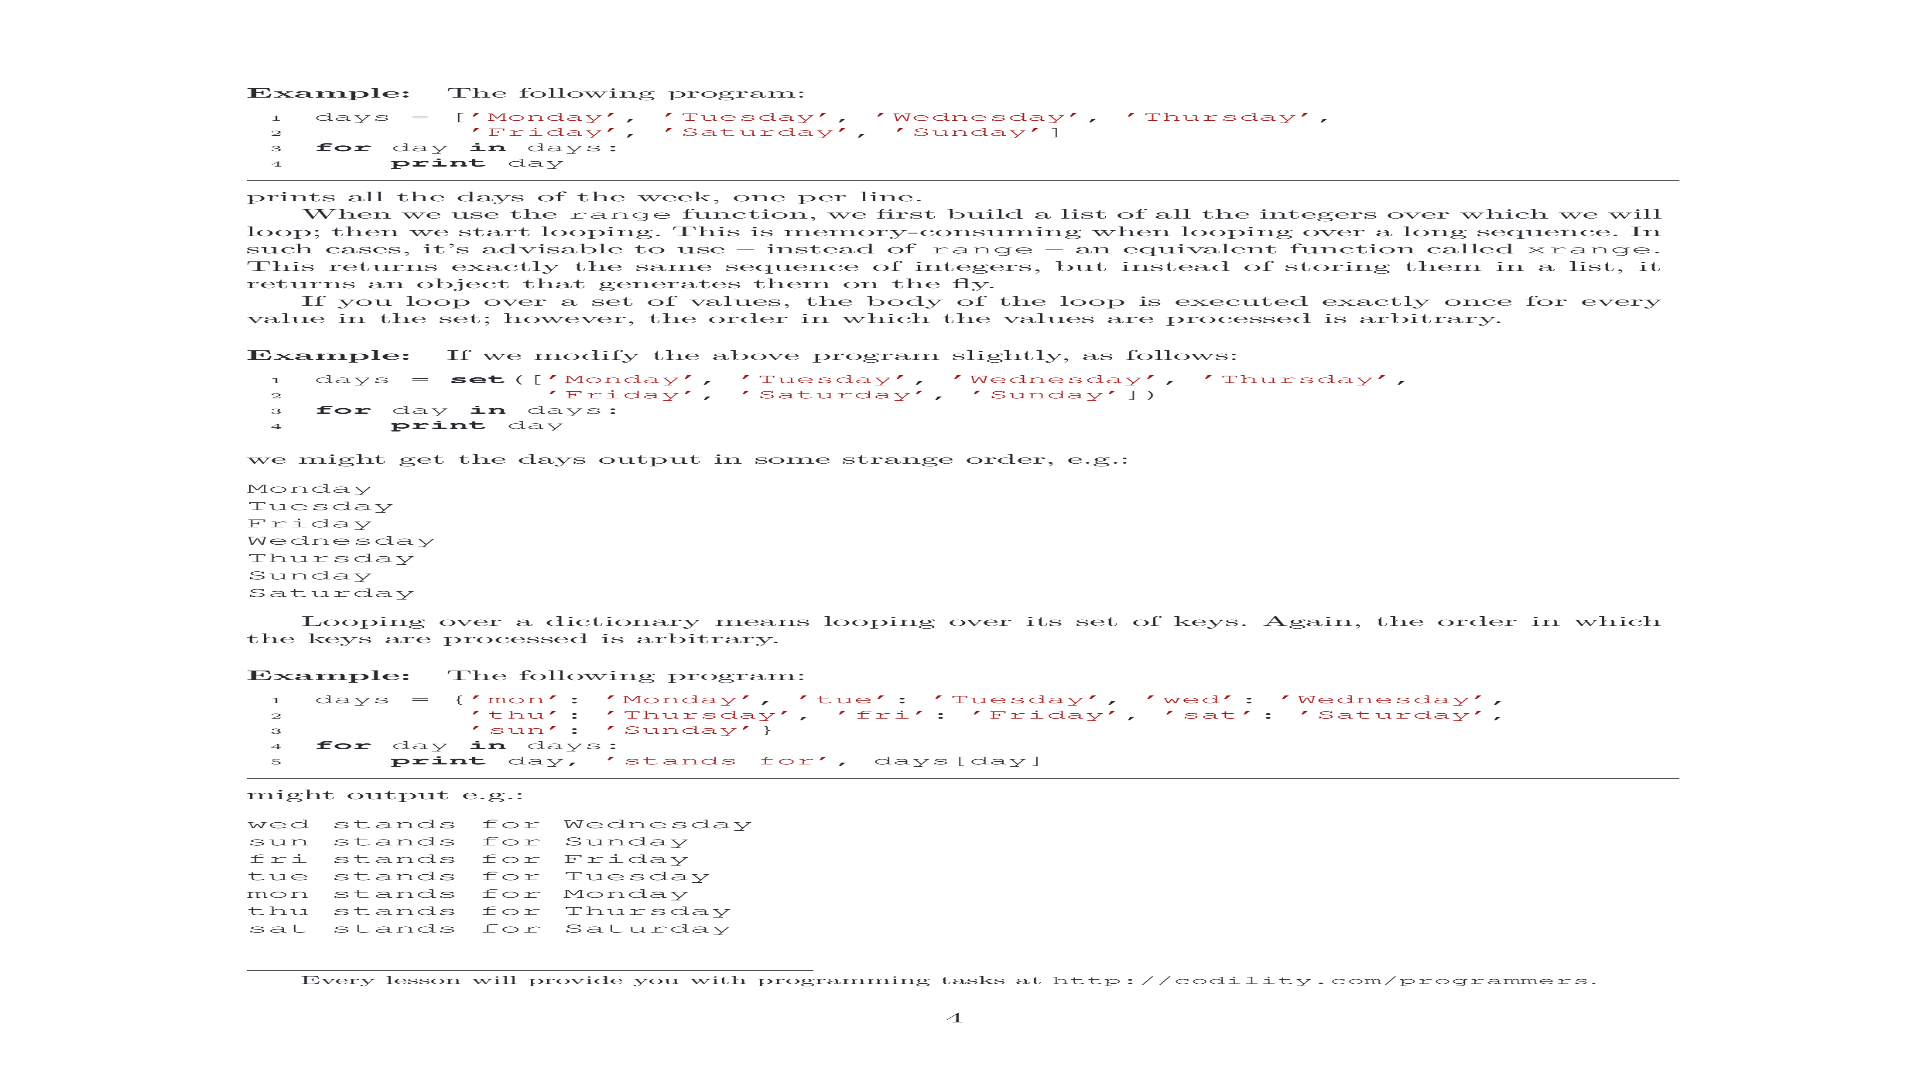 Example: The following program:
1 days = ['Monday', 'Tuesday', 'Wednesday', 'Thursday',
2 'Friday', 'Saturday', 'Sunday']
3 for day in days:
4 print day
prints all the days of the week, one per line.
When we use the range function, we first build a list of all the integers over which we will
loop; then we start looping. This is memory-consuming when looping over a long sequence. In
such cases, it's advisable to use – instead of range – an equivalent function called xrange.
This returns exactly the same sequence of integers, but instead of storing them in a list, it
returns an object that generates them on the fly.
If you loop over a set of values, the body of the loop is executed exactly once for every
value in the set; however, the order in which the values are processed is arbitrary.
Example: If we modify the above program slightly, as follows:
1 days = set(['Monday', 'Tuesday', 'Wednesday', 'Thursday',
2 'Friday', 'Saturday', 'Sunday'])
3 for day in days:
4 print day
we might get the days output in some strange order, e.g.:
Monday
Tuesday
Friday
Wednesday
Thursday
Sunday
Saturday
Looping over a dictionary means looping over its set of keys. Again, the order in which
the keys are processed is arbitrary.
Example: The following program:
1 days = {'mon': 'Monday', 'tue': 'Tuesday', 'wed': 'Wednesday',
2 'thu': 'Thursday', 'fri': 'Friday', 'sat': 'Saturday',
3 'sun': 'Sunday'}
4 for day in days:
5 print day, 'stands for', days[day]
might output e.g.:
wed stands for Wednesday
sun stands for Sunday
fri stands for Friday
tue stands for Tuesday
mon stands for Monday
thu stands for Thursday
sat stands for Saturday
Every lesson will provide you with programming tasks at http://codility.com/programmers.
4